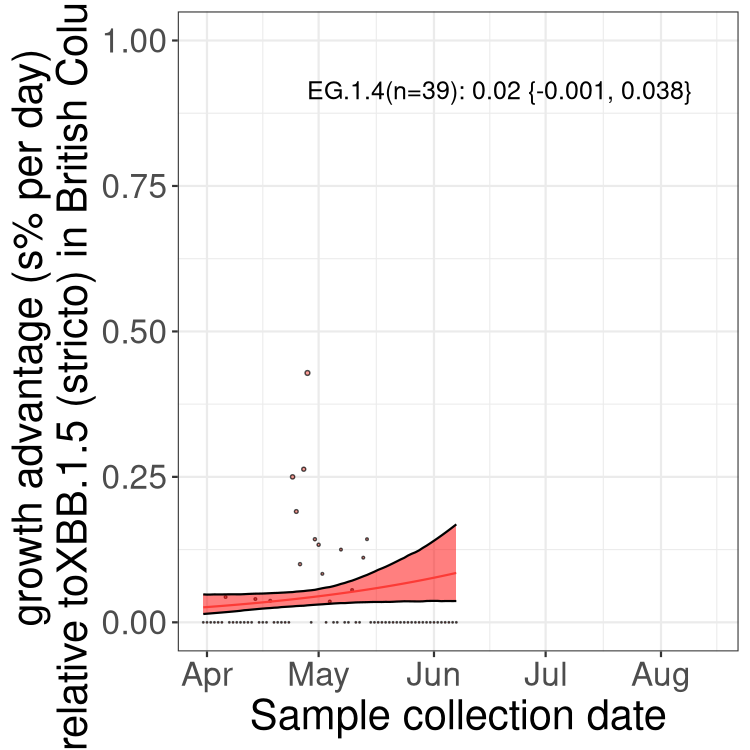 growth advantage (s% per day)
relative toXBB.1.5 (stricto) in British Colu
1.00
0.75
0.50
0.25
0.00
EG.1.4(n=39): 0.02 {-0.001, 0.038}
Apr May Jun Jul Aug
Sample collection date